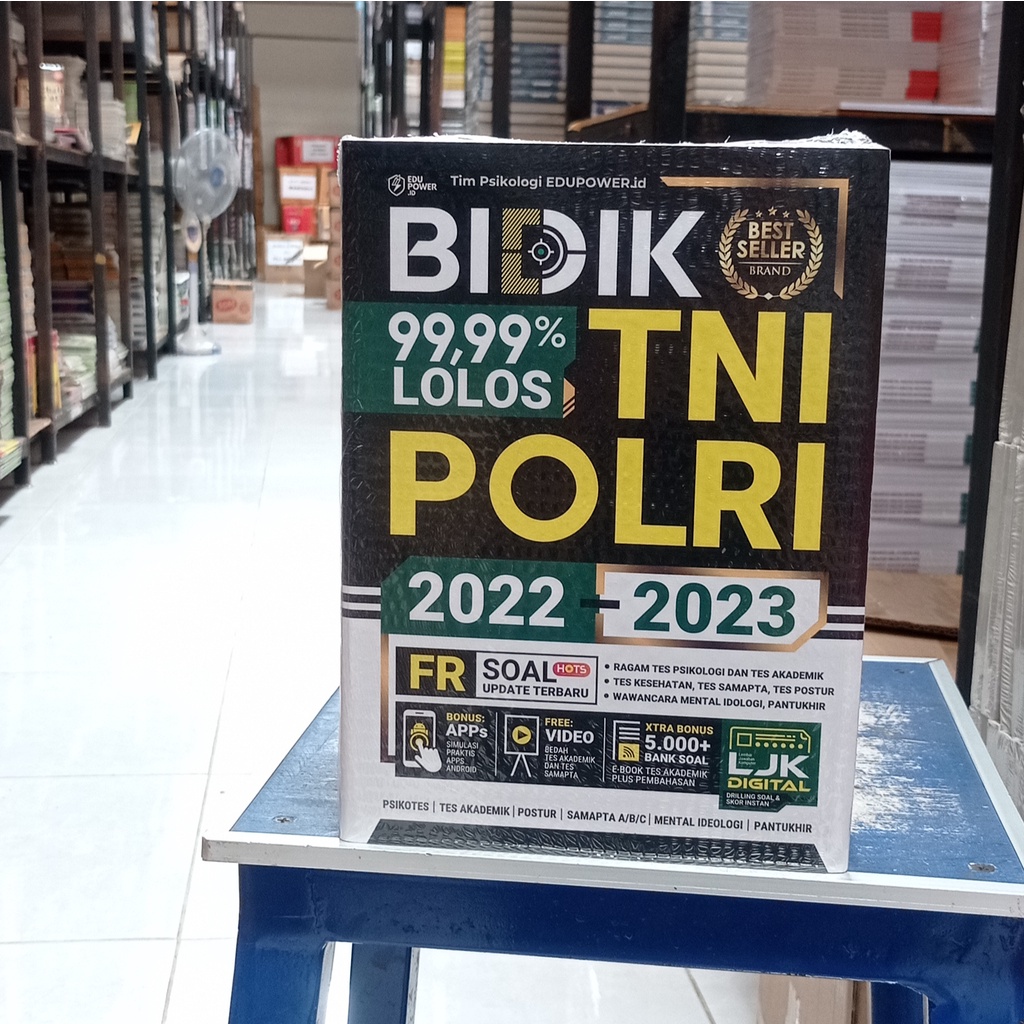 EDU
POWER
.ID
Tim Psikologi EDUPOWER.id
BIDIK
BEST
SELLER
BRAND
99,99%
LOLOS
TNI
POLRI
2022 - 2023
FR
SOAL HOTS
UPDATE TERBARU
• RAGAM TES PSIKOLOGI DAN TES AKADEMIK
• TES KESEHATAN, TES SAMAPTA, TES POSTUR
• WAWANCARA MENTAL IDOLOGI, PANTUKHIR
BONUS:
APPs
SIMULASI
PRAKTIS
APPS
ANDROID
FREE:
VIDEO
BEDAH
TES AKADEMIK
DAN TES
SAMAPTA
XTRA BONUS
5.000+
BANK SOAL
E-BOOK TES AKADEMIK
PLUS PEMBAHASAN
LJK
DIGITAL
DRILLING SOAL &
SKOR INSTAN
PSIKOTES | TES AKADEMIK | POSTUR | SAMAPTA A/B/C | MENTAL IDEOLOGI | PANTUKHIR